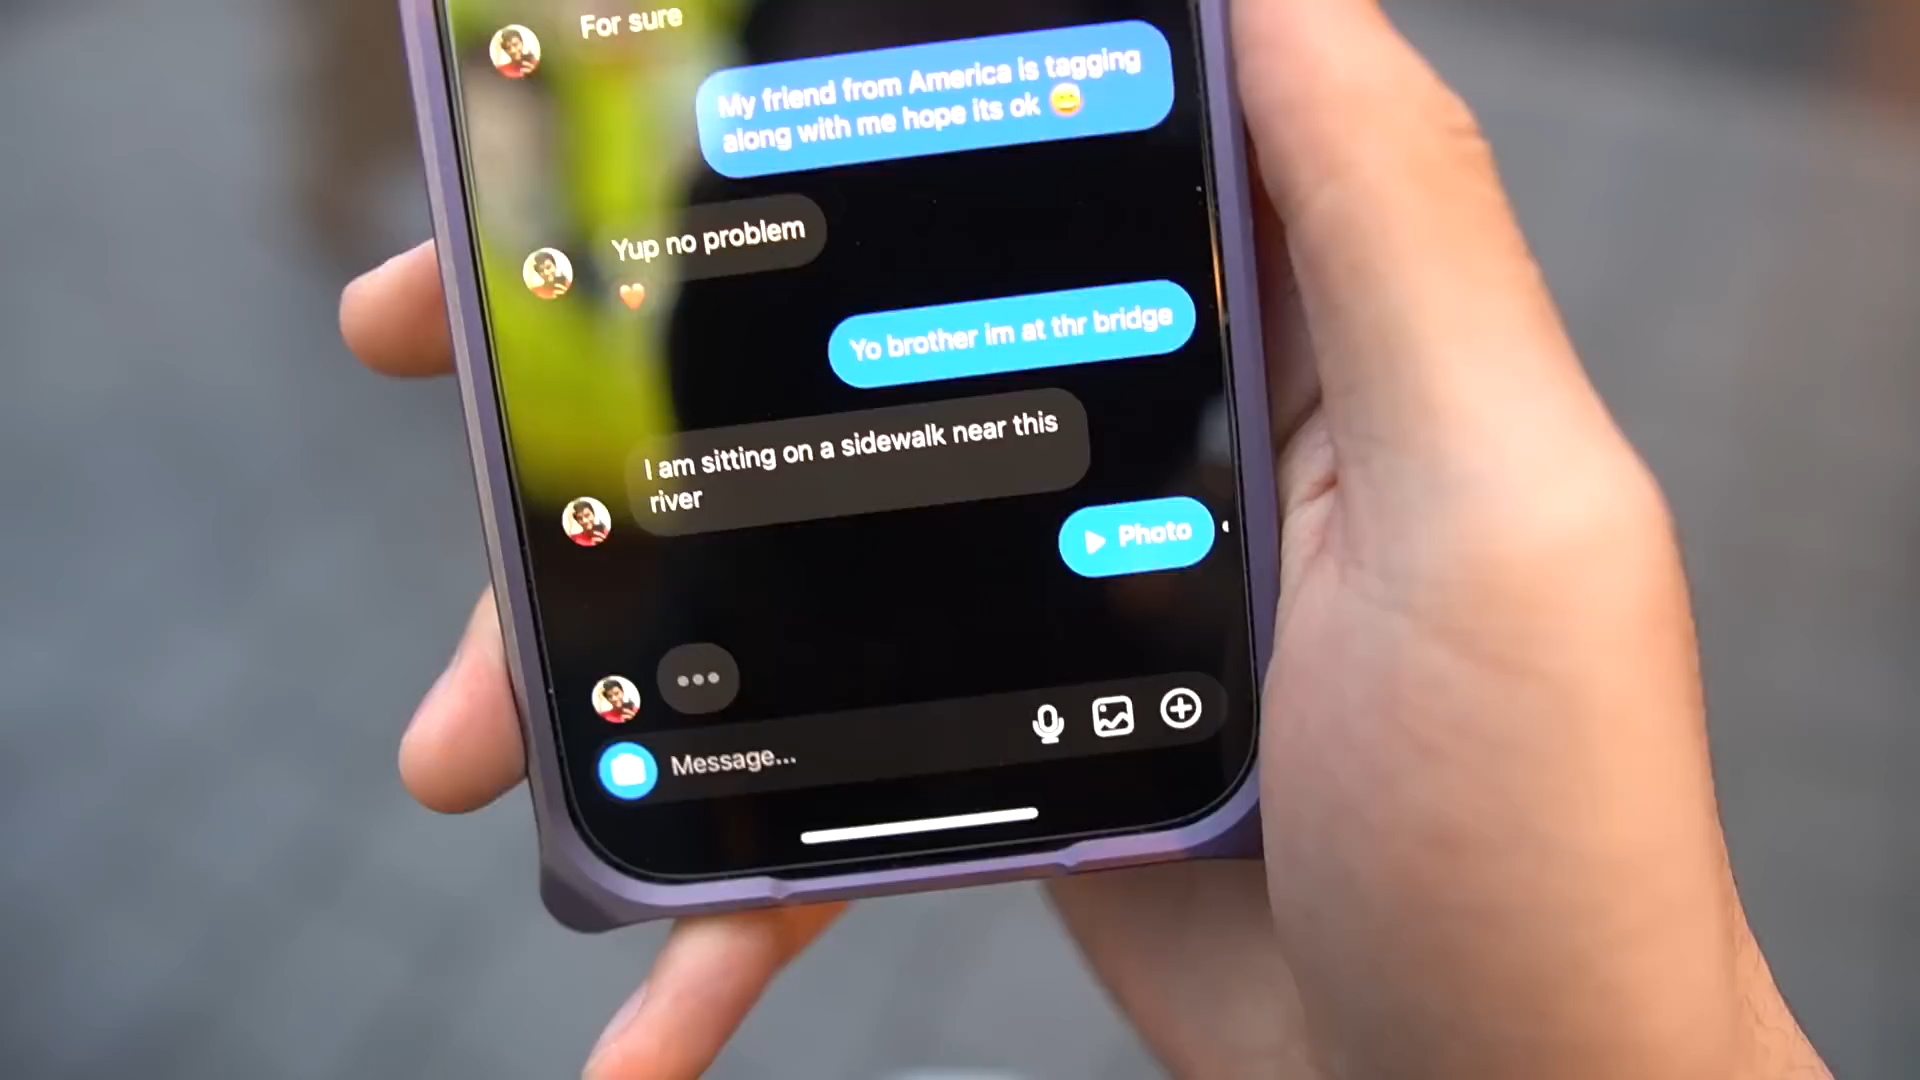 For sure
My friend from America is tagging
along with me hope its ok 😀
Yup no problem
Yo brother im at thr bridge
I am sitting on a sidewalk near this
river
Photo
Message...